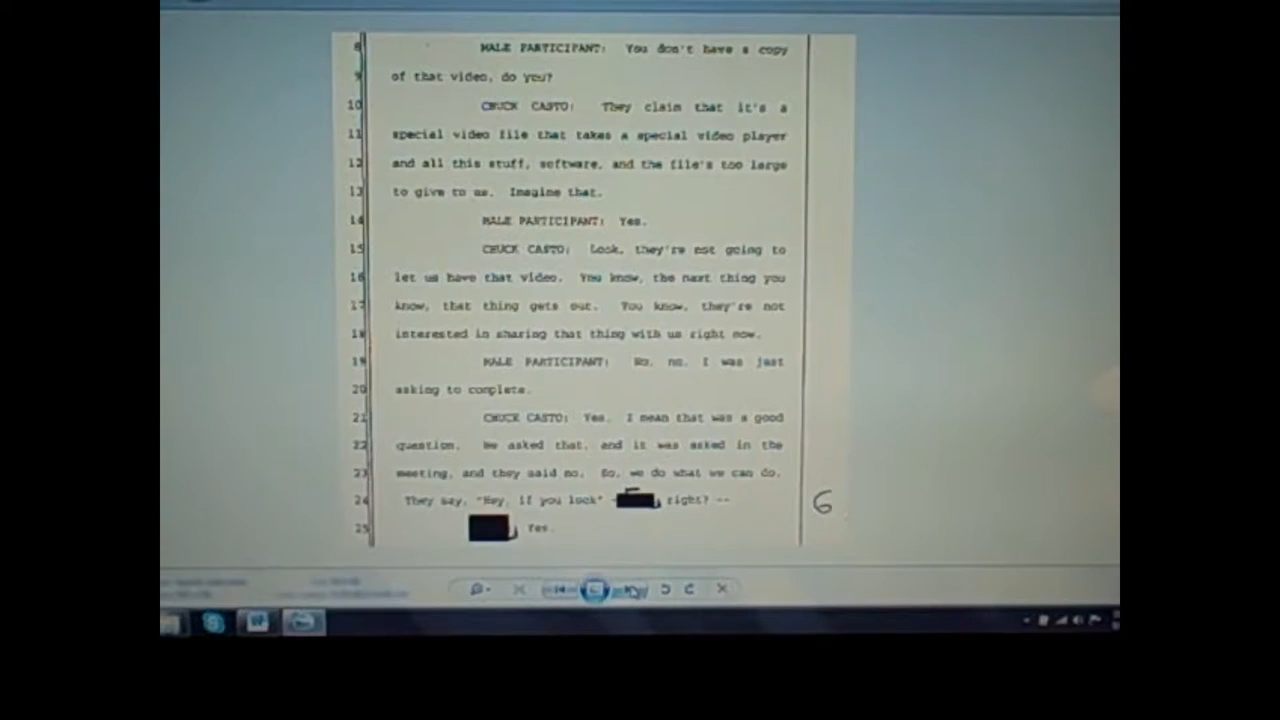 8 MALE PARTICIPANT: You don't have a copy
9 of that video, do you?
10 CHUCK CASTO: They claim that it's a
11 special video file that takes a special video player
12 and all this stuff, software, and the file's too large
13 to give to us. Imagine that.
14 MALE PARTICIPANT: Yes.
15 CHUCK CASTO: Look, they're not going to
16 let us have that video. You know, the next thing you
17 know, that thing gets out. You know, they're not
18 interested in sharing that thing with us right now.
19 MALE PARTICIPANT: No, no, I was just
20 asking to complete.
21 CHUCK CASTO: Yes. I mean that was a good
22 question. We asked that, and it was asked in the
23 meeting, and they said no. So, we do what we can do.
24 They say, "Hey, if you look" - right? --
25 Yes.
6